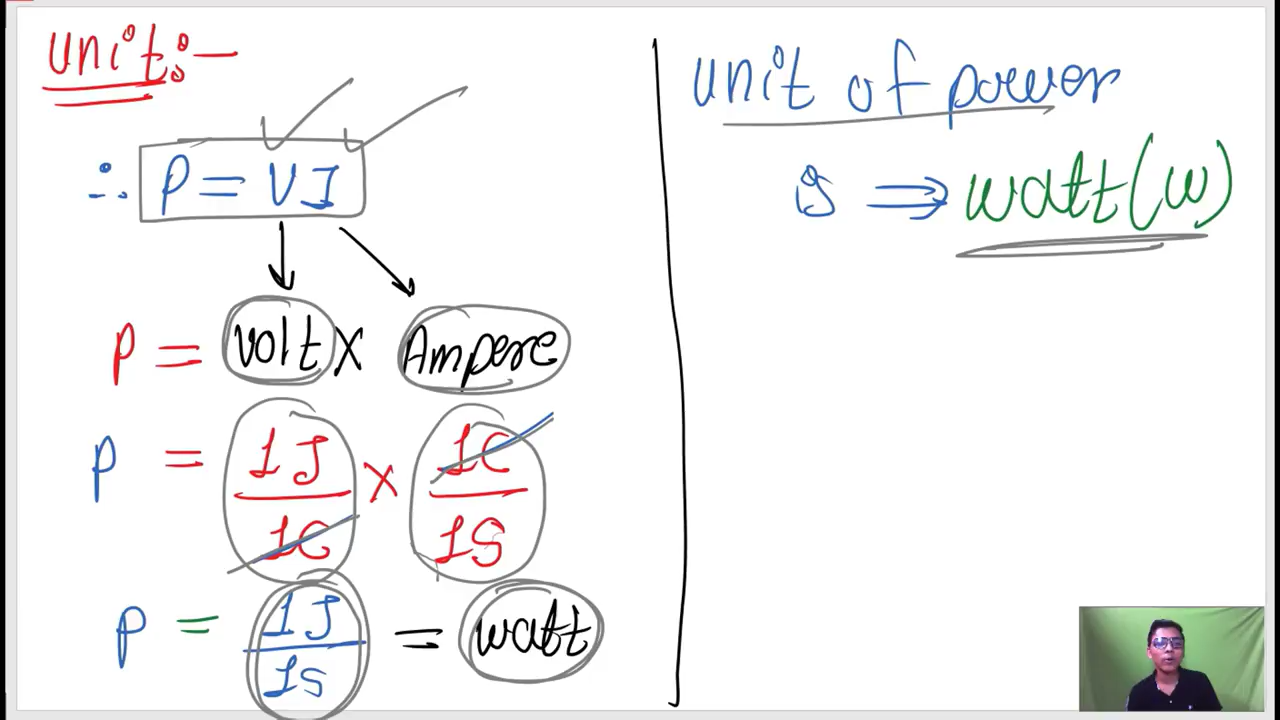 unit:-
∴ P = VI
P = volt x Ampere
P = 1J/1C x 1C/1S
P = 1J/1s = watt
unit of power
is ⇒ watt(w)